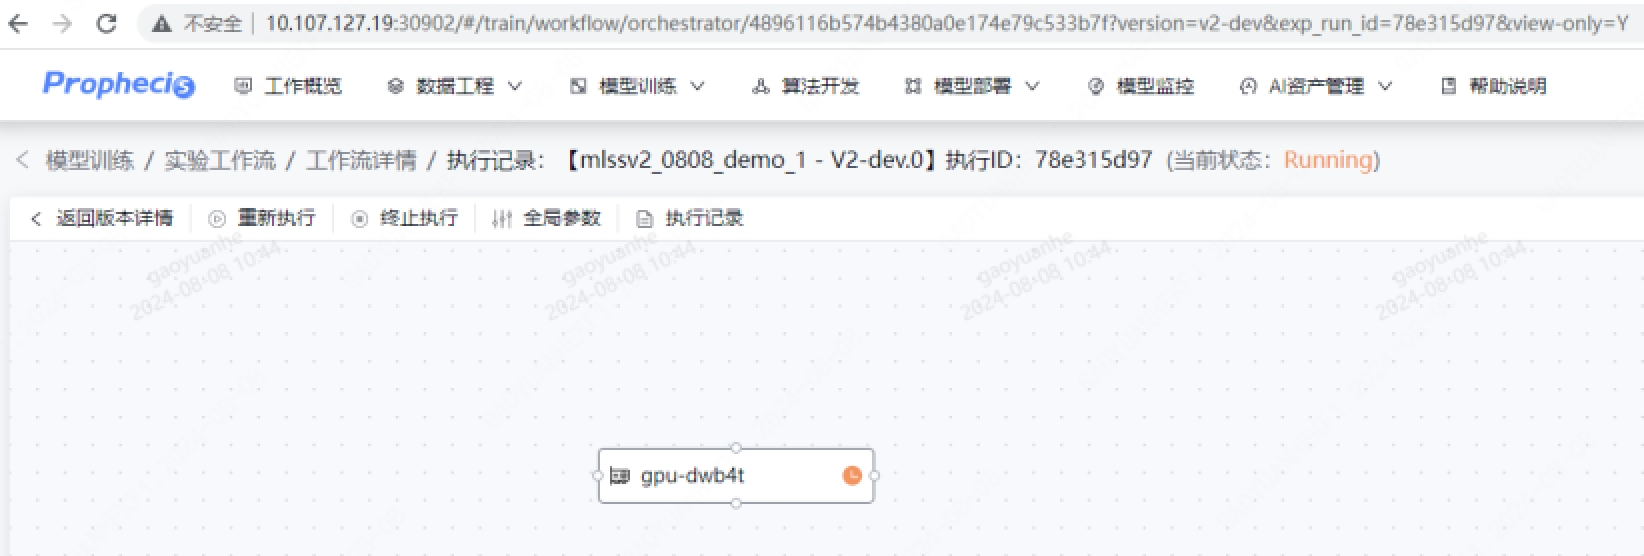 不安全 | 10.107.127.19:30902/#/train/workflow/orchestrator/4896116b574b4380a0e174e79c533b7f?version=v2-dev&exp_run_id=78e315d97&view-only=Y
Prophecis 工作概览 数据工程 模型训练 算法开发 模型部署 模型监控 AI资产管理 帮助说明
模型训练 / 实验工作流 / 工作流详情 / 执行记录：【mlssv2_0808_demo_1 - V2-dev.0】执行ID：78e315d97 (当前状态：Running)
返回版本详情 重新执行 终止执行 全局参数 执行记录
gaoyuanhe gaoyuanhe gaoyuanhe gaoyuanhe
2024-08-08 10:44 2024-08-08 10:44 2024-08-08 10:44 2024-08-08 10:44
gpu-dwb4t